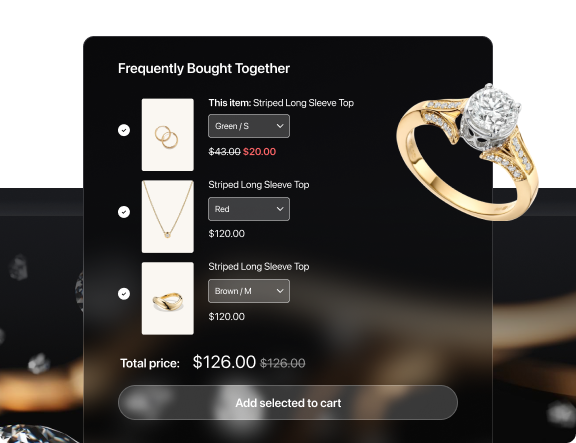 Frequently Bought Together
This item: Striped Long Sleeve Top
Green / S
$43.00 $20.00
Striped Long Sleeve Top
Red
$120.00
Striped Long Sleeve Top
Brown / M
$120.00
Total price: $126.00 $126.00
Add selected to cart